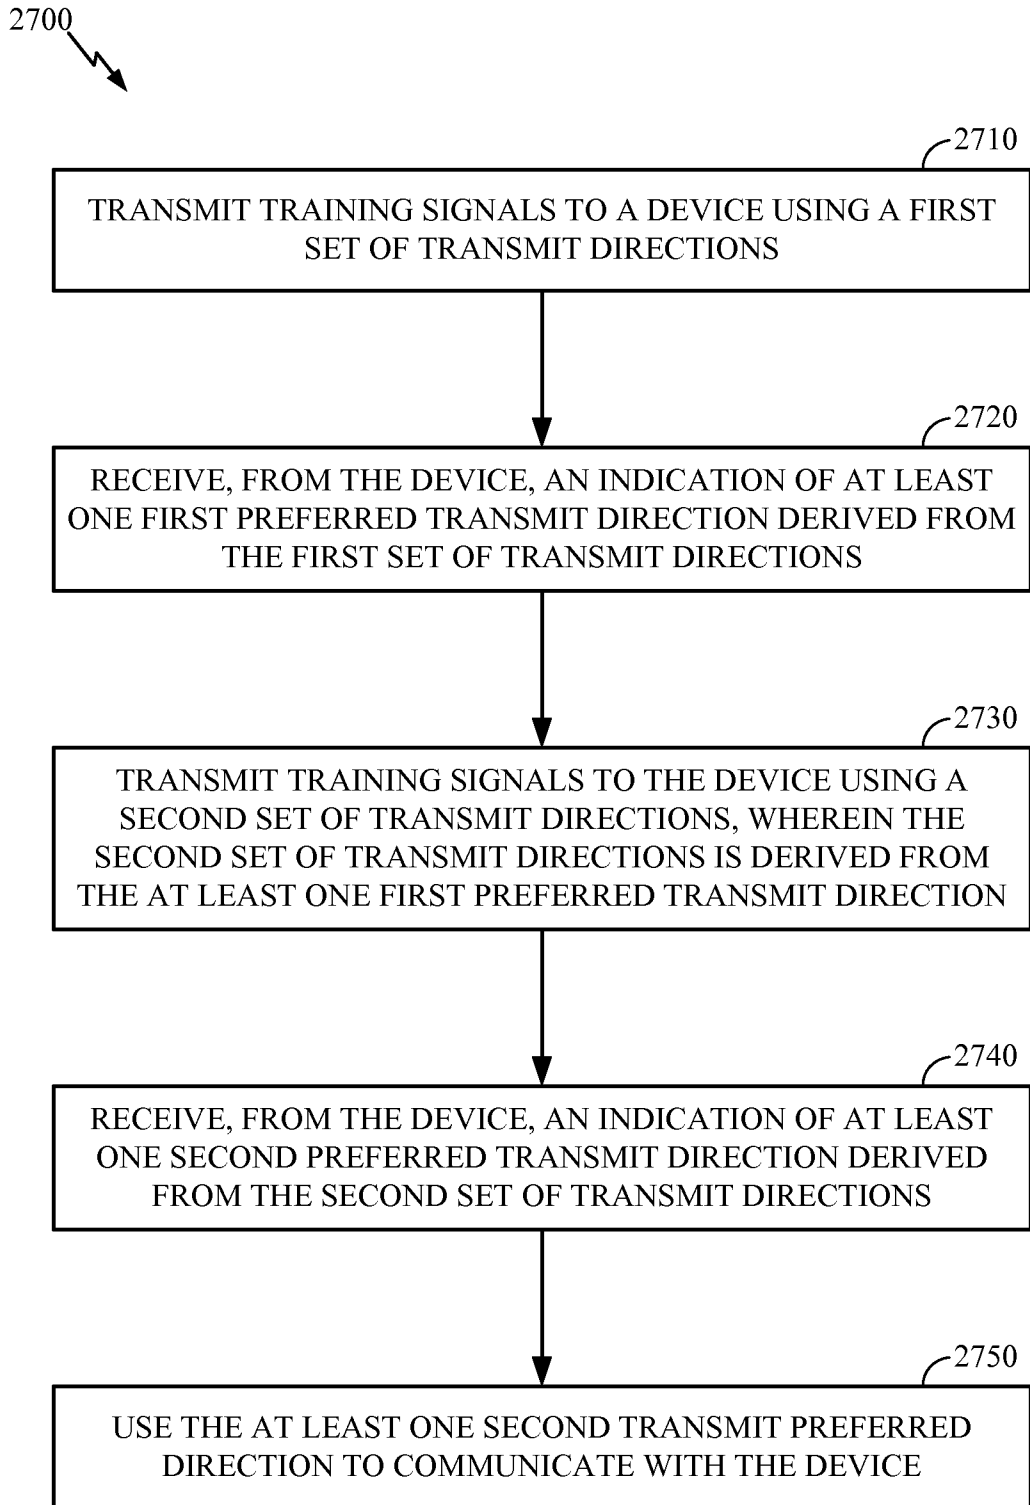 2700
2710
TRANSMIT TRAINING SIGNALS TO A DEVICE USING A FIRST
SET OF TRANSMIT DIRECTIONS
2720
RECEIVE, FROM THE DEVICE, AN INDICATION OF AT LEAST
ONE FIRST PREFERRED TRANSMIT DIRECTION DERIVED FROM
THE FIRST SET OF TRANSMIT DIRECTIONS
2730
TRANSMIT TRAINING SIGNALS TO THE DEVICE USING A
SECOND SET OF TRANSMIT DIRECTIONS, WHEREIN THE
SECOND SET OF TRANSMIT DIRECTIONS IS DERIVED FROM
THE AT LEAST ONE FIRST PREFERRED TRANSMIT DIRECTION
2740
RECEIVE, FROM THE DEVICE, AN INDICATION OF AT LEAST
ONE SECOND PREFERRED TRANSMIT DIRECTION DERIVED
FROM THE SECOND SET OF TRANSMIT DIRECTIONS
2750
USE THE AT LEAST ONE SECOND TRANSMIT PREFERRED
DIRECTION TO COMMUNICATE WITH THE DEVICE